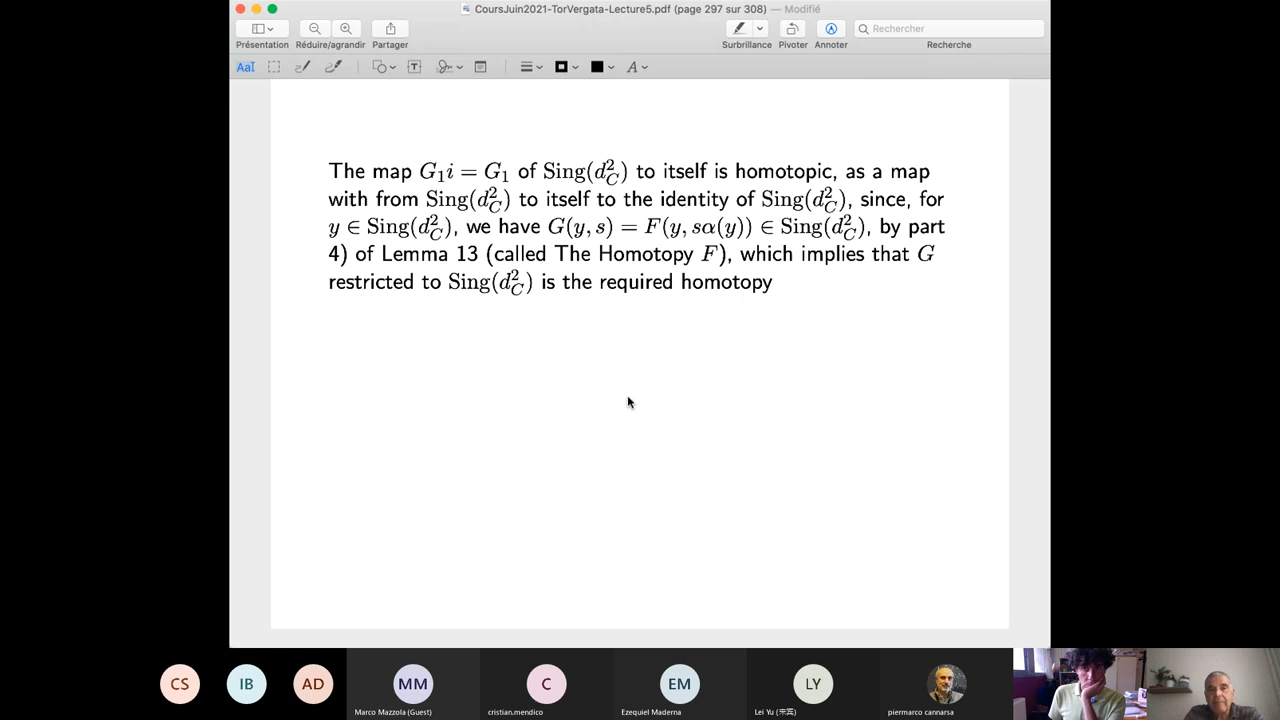 CoursJuin2021-TorVergata-Lecture5.pdf (page 297 sur 308) — Modifié
Présentation Réduire/agrandir Partager Surbrillance Pivoter Annoter Rechercher Recherche
AaI T A
The map G₁i = G₁ of Sing(d²_C) to itself is homotopic, as a map
with from Sing(d²_C) to itself to the identity of Sing(d²_C), since, for
y ∈ Sing(d²_C), we have G(y, s) = F(y, sα(y)) ∈ Sing(d²_C), by part
4) of Lemma 13 (called The Homotopy F), which implies that G
restricted to Sing(d²_C) is the required homotopy
CS IB AD MM C EM LY
Marco Mazzola (Guest) cristian.mendico Ezequiel Maderna Lei Yu (宋寅) piermarco cannarsa